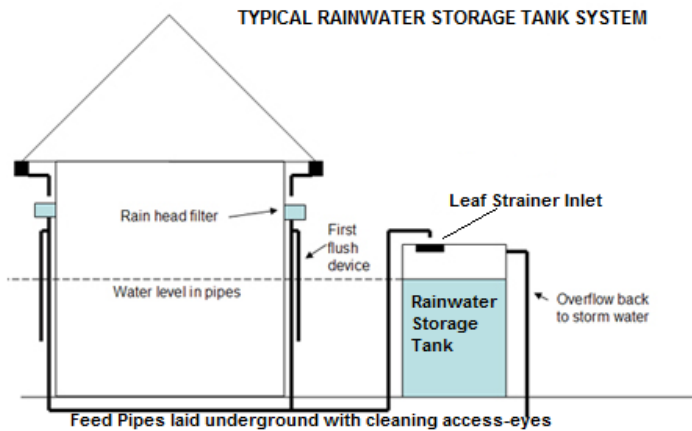 TYPICAL RAINWATER STORAGE TANK SYSTEM
Leaf Strainer Inlet
Rain head filter
First
flush
device
Water level in pipes
Rainwater
Storage
Tank
Overflow back
to storm water
Feed Pipes laid underground with cleaning access-eyes